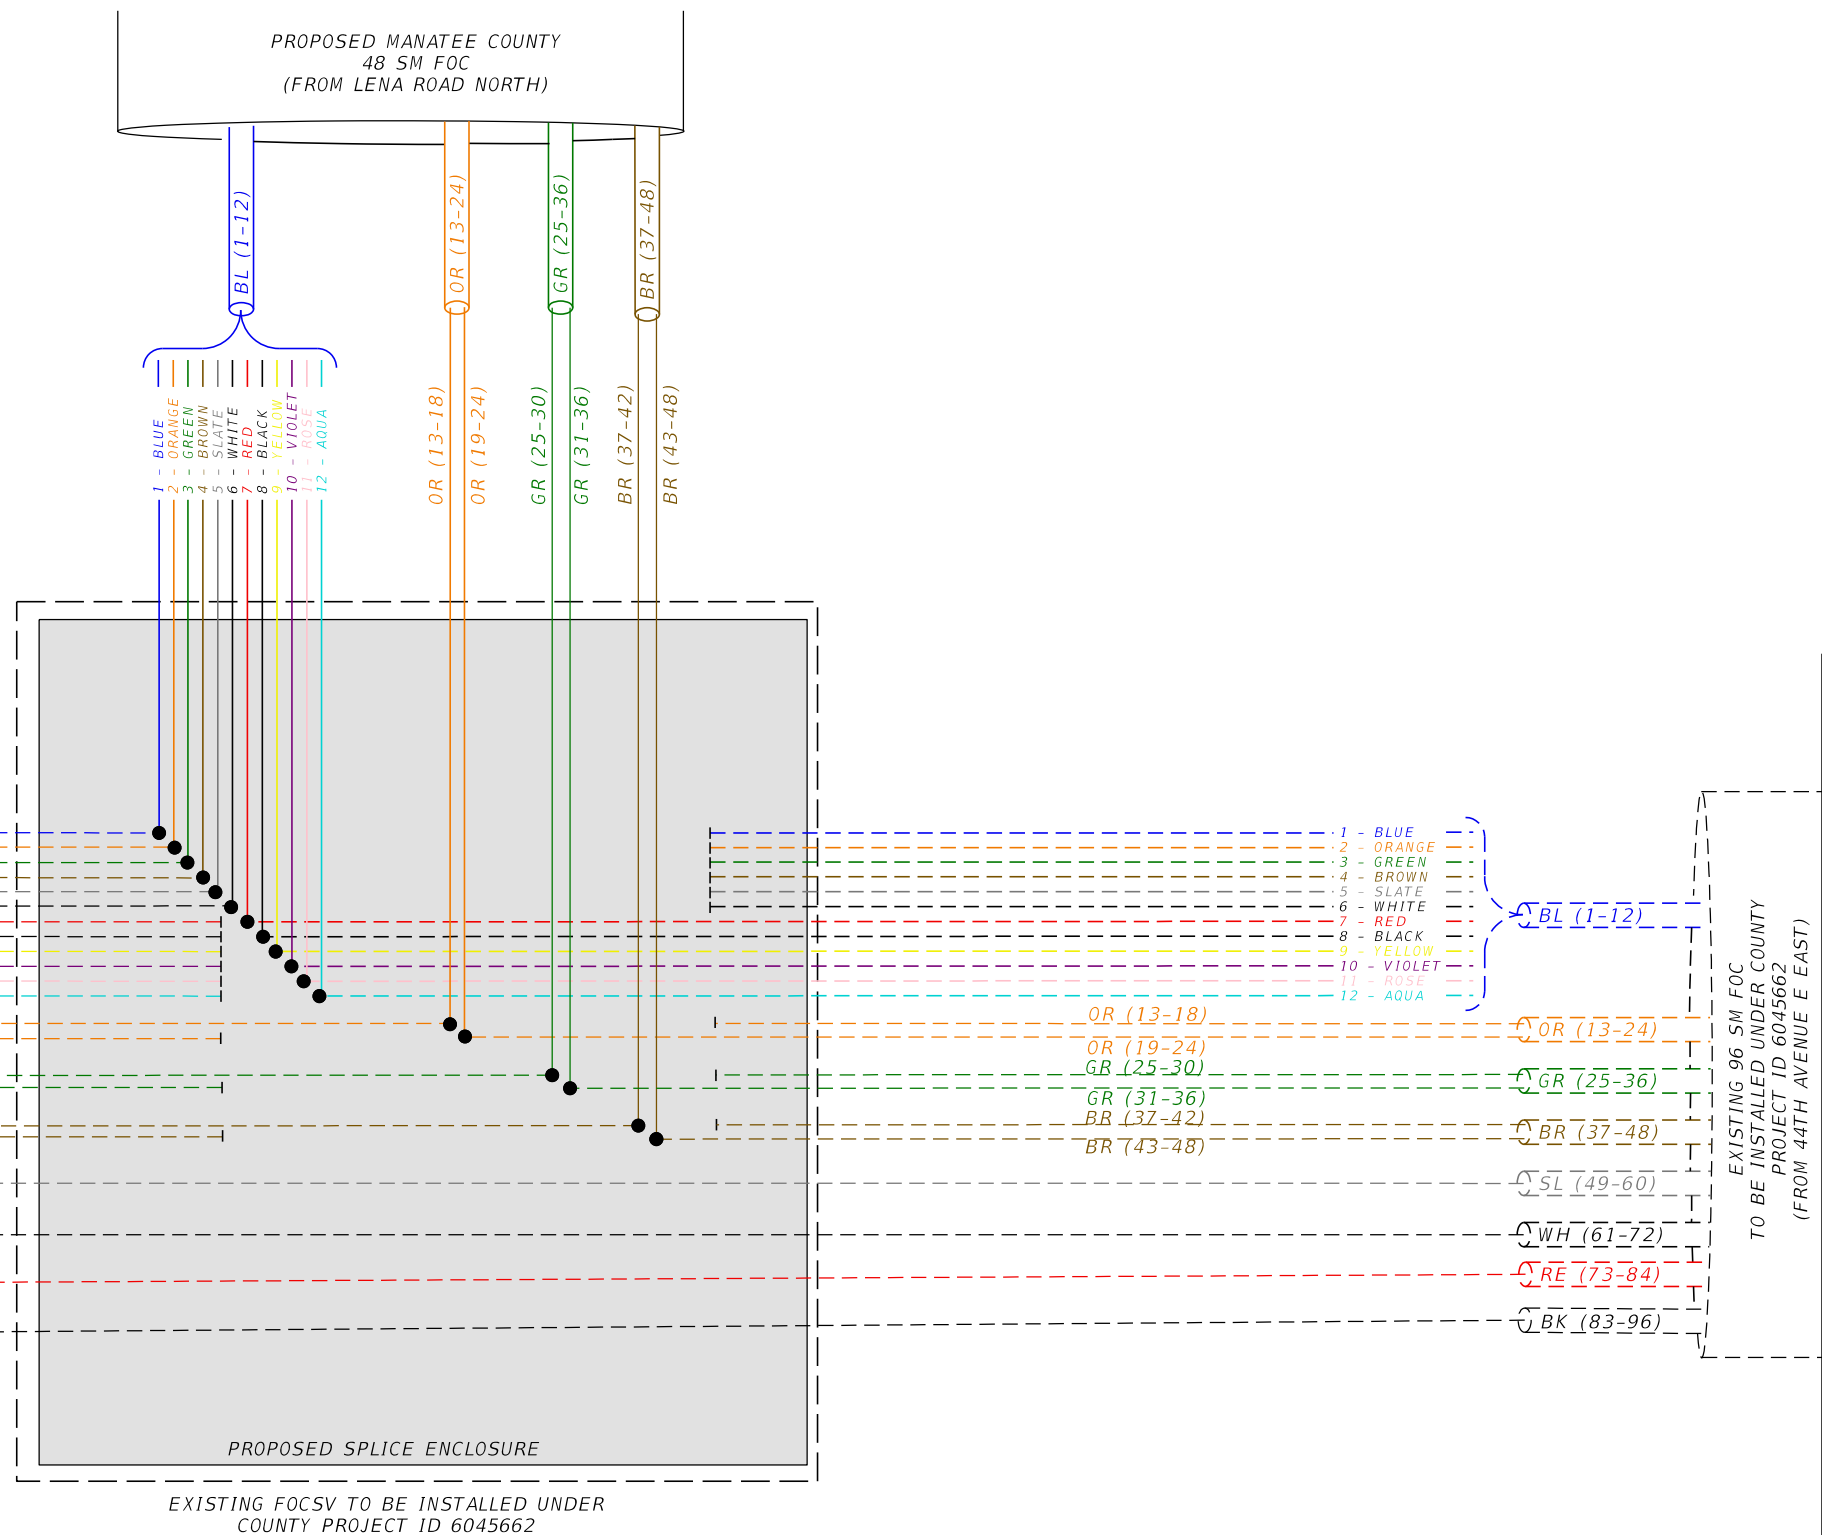 PROPOSED MANATEE COUNTY
48 SM FOC
(FROM LENA ROAD NORTH)
BL (1-12)
OR (13-24)
GR (25-36)
BR (37-48)
1 - BLUE
2 - ORANGE
3 - GREEN
4 - BROWN
5 - SLATE
6 - WHITE
7 - RED
8 - BLACK
9 - YELLOW
10 - VIOLET
11 - ROSE
12 - AQUA
OR (13-18)
OR (19-24)
GR (25-30)
GR (31-36)
BR (37-42)
BR (43-48)
1 - BLUE
2 - ORANGE
3 - GREEN
4 - BROWN
5 - SLATE
6 - WHITE
7 - RED
8 - BLACK
9 - YELLOW
10 - VIOLET
11 - ROSE
12 - AQUA
OR (13-18)
OR (19-24)
GR (25-30)
GR (31-36)
BR (37-42)
BR (43-48)
BL (1-12)
OR (13-24)
GR (25-36)
BR (37-48)
SL (49-60)
WH (61-72)
RE (73-84)
BK (83-96)
EXISTING 96 SM FOC
TO BE INSTALLED UNDER COUNTY
PROJECT ID 6045662
(FROM 44TH AVENUE E EAST)
PROPOSED SPLICE ENCLOSURE
EXISTING FOCSV TO BE INSTALLED UNDER
COUNTY PROJECT ID 6045662